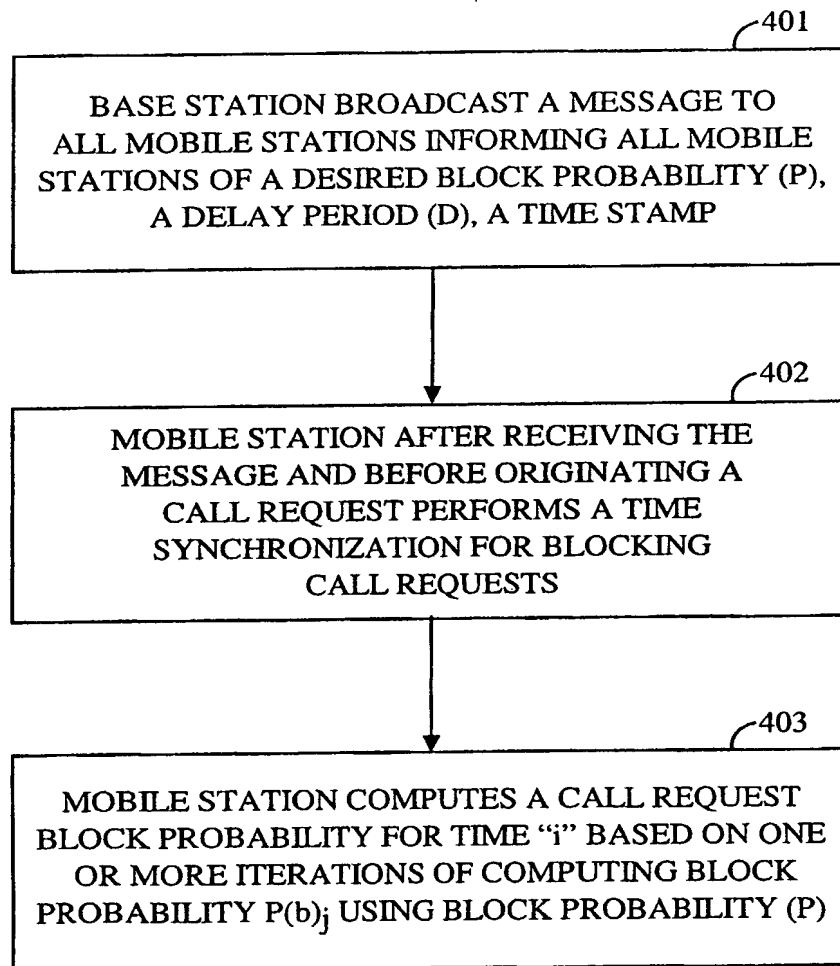 401
BASE STATION BROADCAST A MESSAGE TO
ALL MOBILE STATIONS INFORMING ALL MOBILE
STATIONS OF A DESIRED BLOCK PROBABILITY (P),
A DELAY PERIOD (D), A TIME STAMP
402
MOBILE STATION AFTER RECEIVING THE
MESSAGE AND BEFORE ORIGINATING A
CALL REQUEST PERFORMS A TIME
SYNCHRONIZATION FOR BLOCKING
CALL REQUESTS
403
MOBILE STATION COMPUTES A CALL REQUEST
BLOCK PROBABILITY FOR TIME “i” BASED ON ONE
OR MORE ITERATIONS OF COMPUTING BLOCK
PROBABILITY P(b)j USING BLOCK PROBABILITY (P)